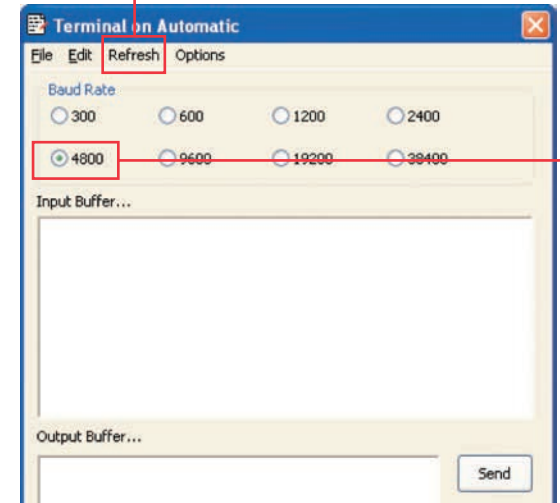 Terminal on Automatic
File Edit Refresh Options
Baud Rate
300 600 1200 2400
4800 9600 19200 38400
Input Buffer...
Output Buffer...
Send